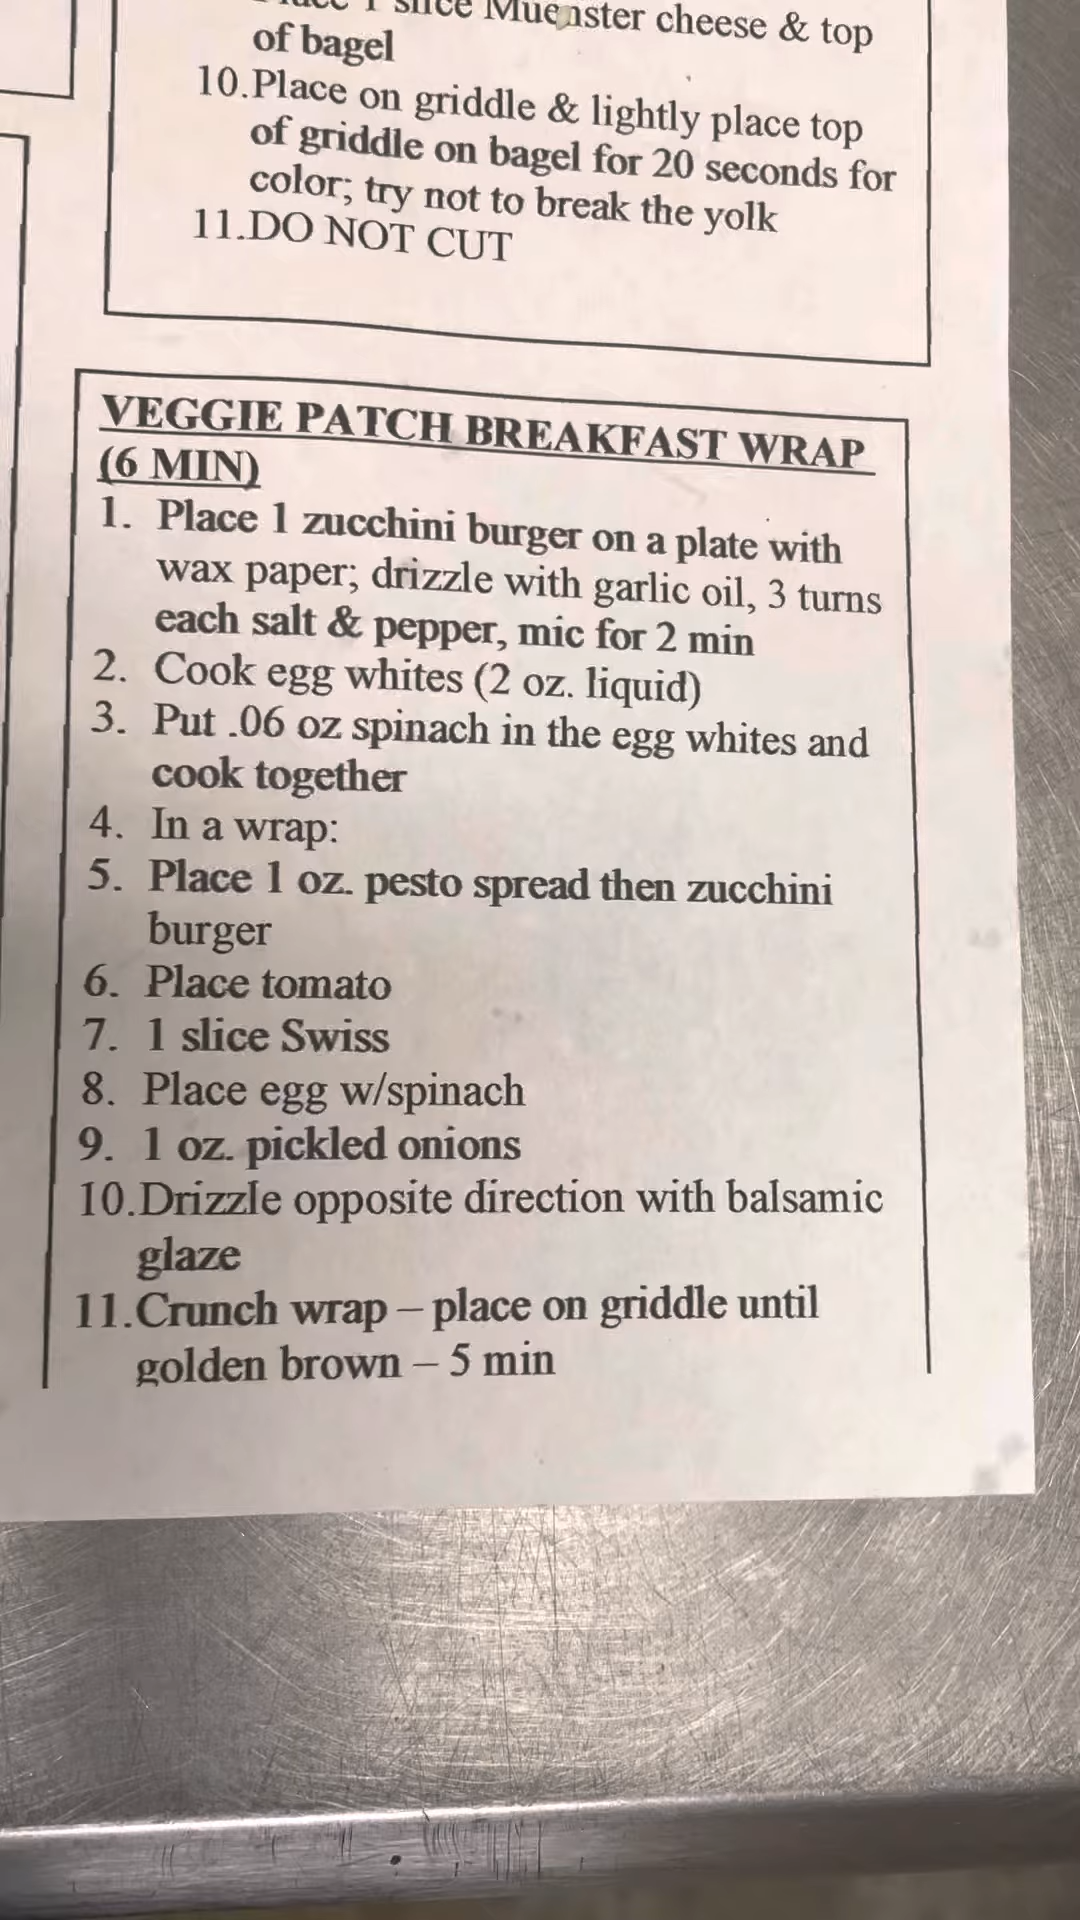 Place 1 slice Muenster cheese & top
of bagel
10.Place on griddle & lightly place top
of griddle on bagel for 20 seconds for
color; try not to break the yolk
11.DO NOT CUT
VEGGIE PATCH BREAKFAST WRAP
(6 MIN)
1. Place 1 zucchini burger on a plate with
wax paper; drizzle with garlic oil, 3 turns
each salt & pepper, mic for 2 min
2. Cook egg whites (2 oz. liquid)
3. Put .06 oz spinach in the egg whites and
cook together
4. In a wrap:
5. Place 1 oz. pesto spread then zucchini
burger
6. Place tomato
7. 1 slice Swiss
8. Place egg w/spinach
9. 1 oz. pickled onions
10.Drizzle opposite direction with balsamic
glaze
11.Crunch wrap – place on griddle until
golden brown – 5 min